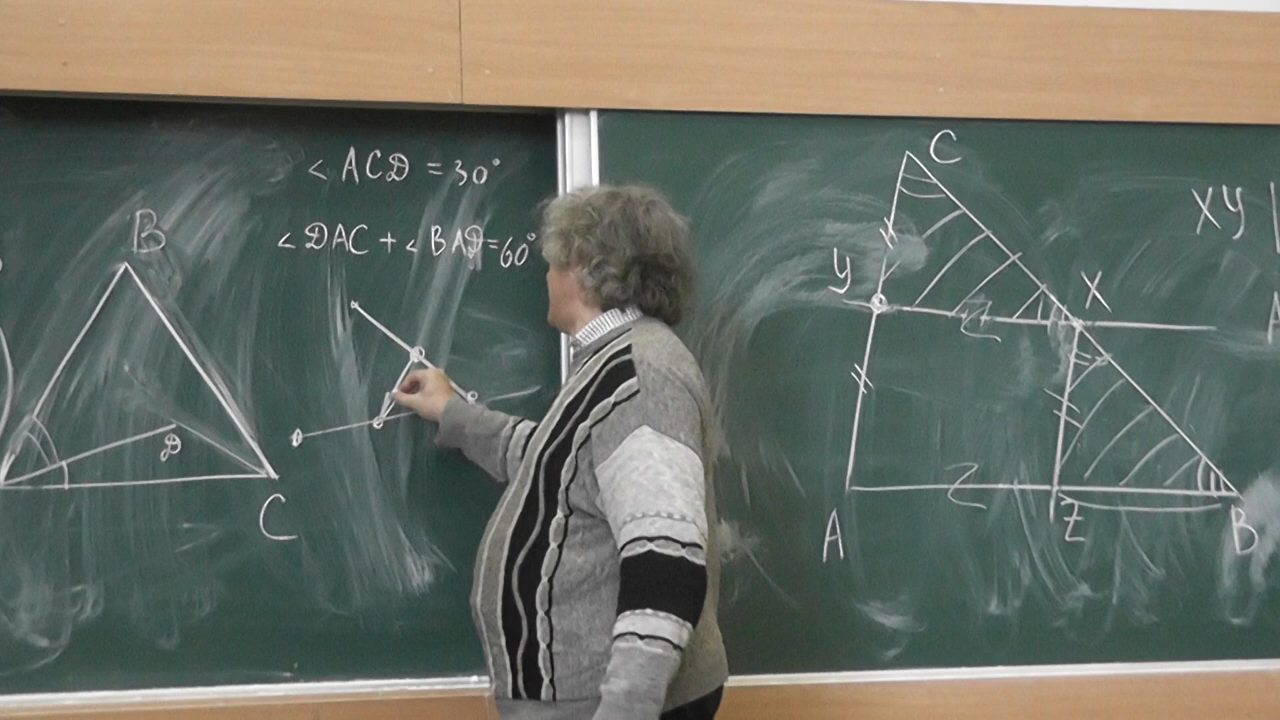 ∠ACD = 30°
∠DAC + ∠BAD = 60°
B
D
C
C
y
X
A
Z
B
XY